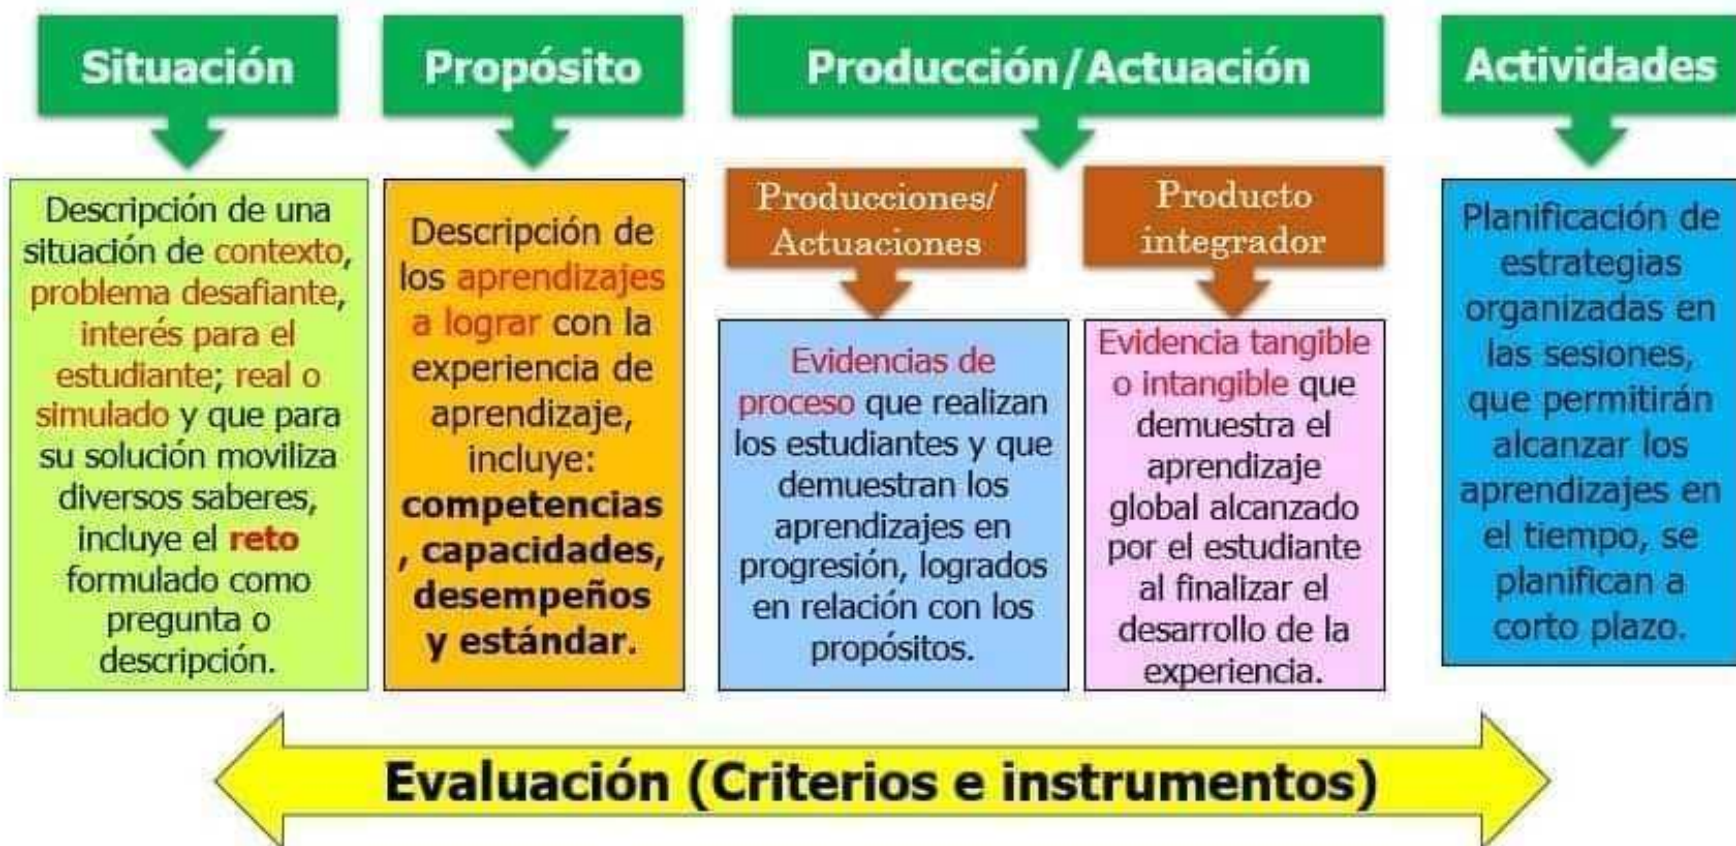 Situación
Descripción de una
situación de contexto,
problema desafiante,
interés para el
estudiante; real o
simulado y que para
su solución moviliza
diversos saberes,
incluye el reto
formulado como
pregunta o
descripción.
Propósito
Descripción de
los aprendizajes
a lograr con la
experiencia de
aprendizaje,
incluye:
competencias
, capacidades,
desempeños
y estándar.
Producción/Actuación
Producciones/
Actuaciones
Evidencias de
proceso que realizan
los estudiantes y que
demuestran los
aprendizajes en
progresión, logrados
en relación con los
propósitos.
Producto
integrador
Evidencia tangible
o intangible que
demuestra el
aprendizaje
global alcanzado
por el estudiante
al finalizar el
desarrollo de la
experiencia.
Actividades
Planificación de
estrategias
organizadas en
las sesiones,
que permitirán
alcanzar los
aprendizajes en
el tiempo, se
planifican a
corto plazo.
Evaluación (Criterios e instrumentos)